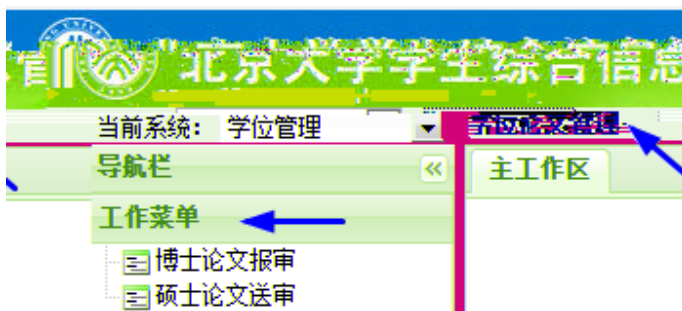 北京大学学生综合信息
当前系统： 学位管理
导航栏
主工作区
工作菜单
博士论文报审
硕士论文送审